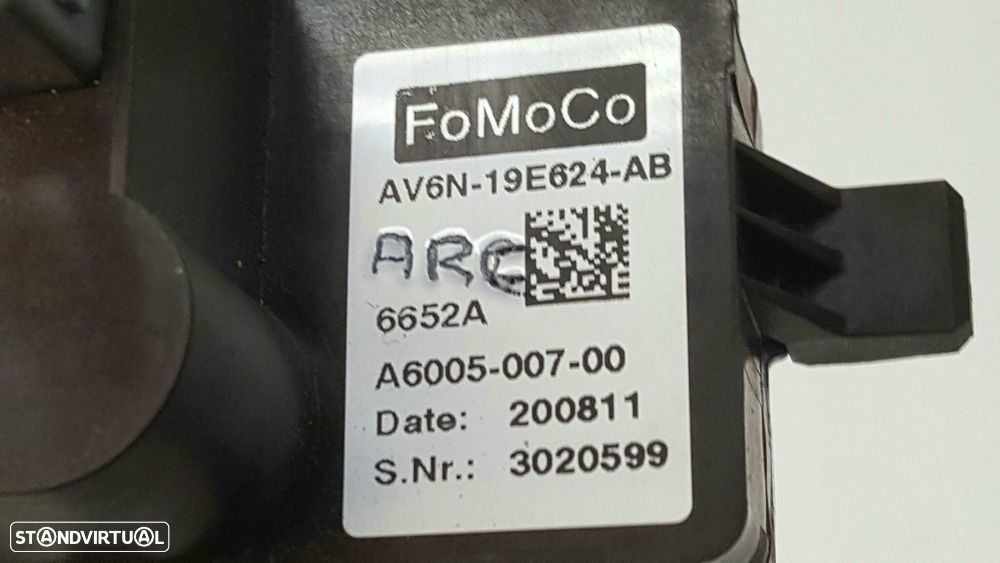 FoMoCo
AV6N-19E624-AB
ARC
6652A
A6005-007-00
Date: 200811
S.Nr.: 3020599
STANDVIRTUAL